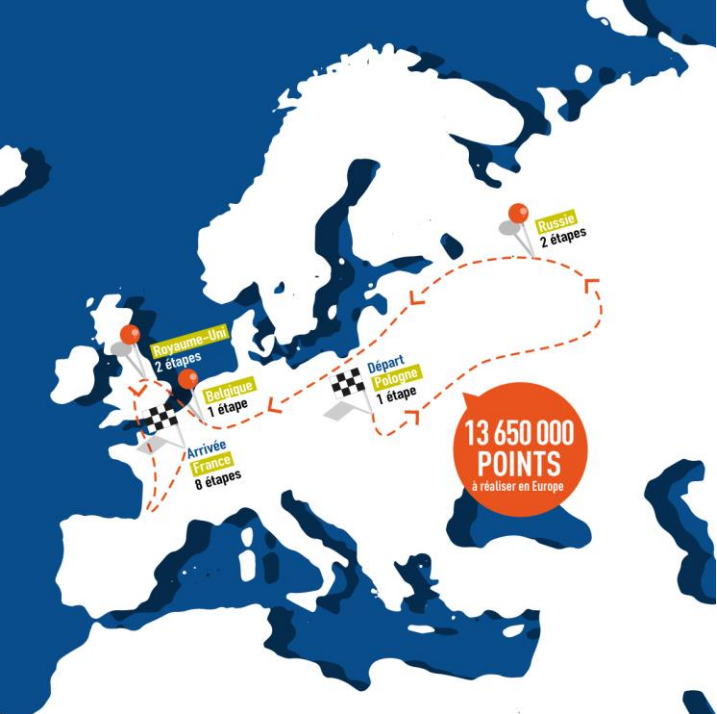 Russie
2 étapes
Royaume-Uni
2 étapes
Belgique
1 étape
Départ
Pologne
1 étape
13 650 000
POINTS
à réaliser en Europe
Arrivée
France
8 étapes